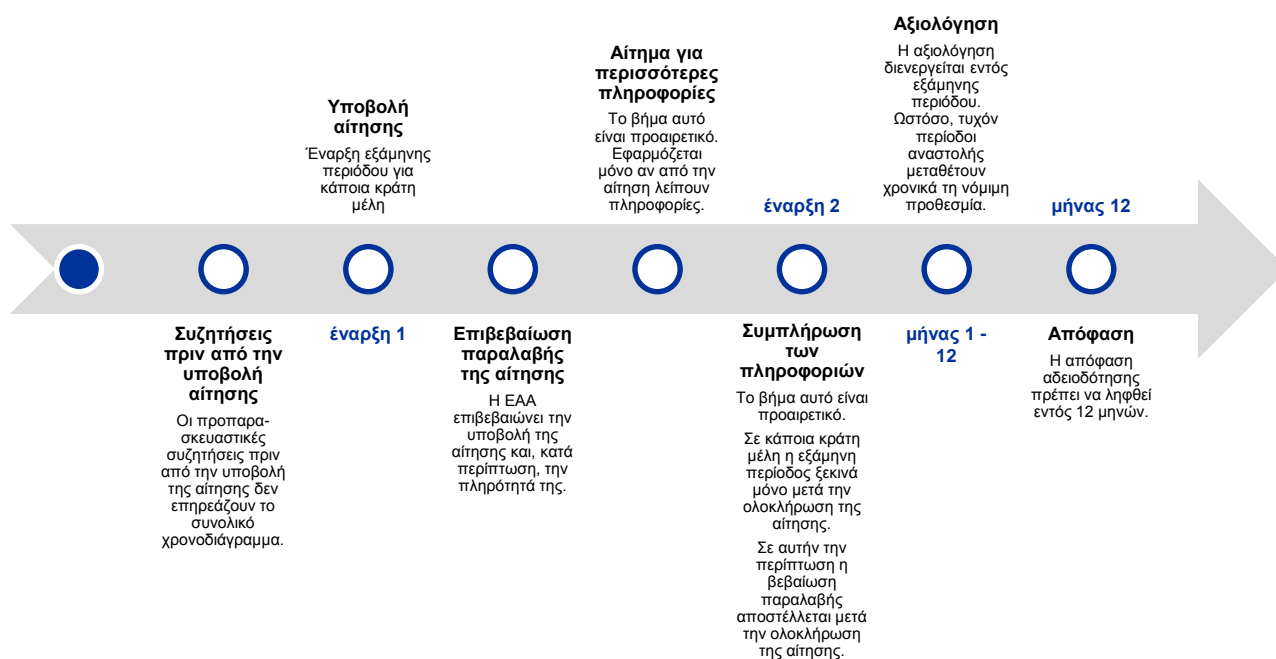 Συζητήσεις
πριν από την
υποβολή
αίτησης
Οι προπαρα-
σκευαστικές
συζητήσεις πριν
από την υποβολή
της αίτησης δεν
επηρεάζουν το
συνολικό
χρονοδιάγραμμα.
Υποβολή
αίτησης
Έναρξη εξάμηνης
περιόδου για
κάποια κράτη
μέλη
έναρξη 1
Επιβεβαίωση
παραλαβής
της αίτησης
Η ΕΑΑ
επιβεβαιώνει την
υποβολή της
αίτησης και, κατά
περίπτωση, την
πληρότητά της.
Αίτημα για
περισσότερες
πληροφορίες
Το βήμα αυτό
είναι προαιρετικό.
Εφαρμόζεται
μόνο αν από την
αίτηση λείπουν
πληροφορίες.
έναρξη 2
Συμπλήρωση
των
πληροφοριών
Το βήμα αυτό είναι
προαιρετικό.
Σε κάποια κράτη
μέλη η εξάμηνη
περίοδος ξεκινά
μόνο μετά την
ολοκλήρωση της
αίτησης.
Σε αυτήν την
περίπτωση η
βεβαίωση
παραλαβής
αποστέλλεται μετά
την ολοκλήρωση
της αίτησης.
Αξιολόγηση
Η αξιολόγηση
διενεργείται εντός
εξάμηνης
περιόδου.
Ωστόσο, τυχόν
περίοδοι
αναστολής
μεταθέτουν
χρονικά τη νόμιμη
προθεσμία.
μήνας 1 -
12
μήνας 12
Απόφαση
Η απόφαση
αδειοδότησης
πρέπει να ληφθεί
εντός 12 μηνών.